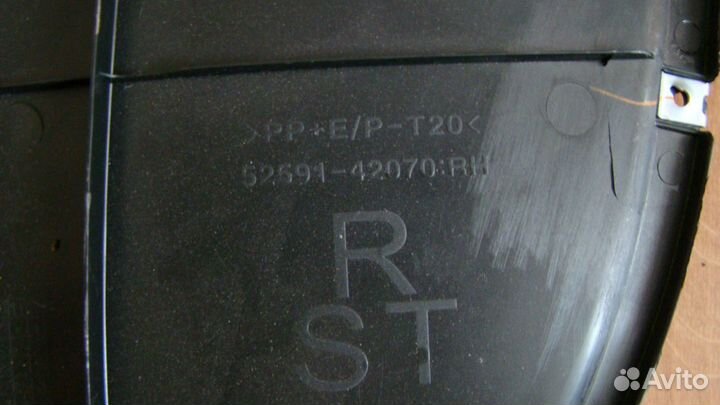 >PP+E/P-T20<
52591-42070:RH
R
ST
Avito